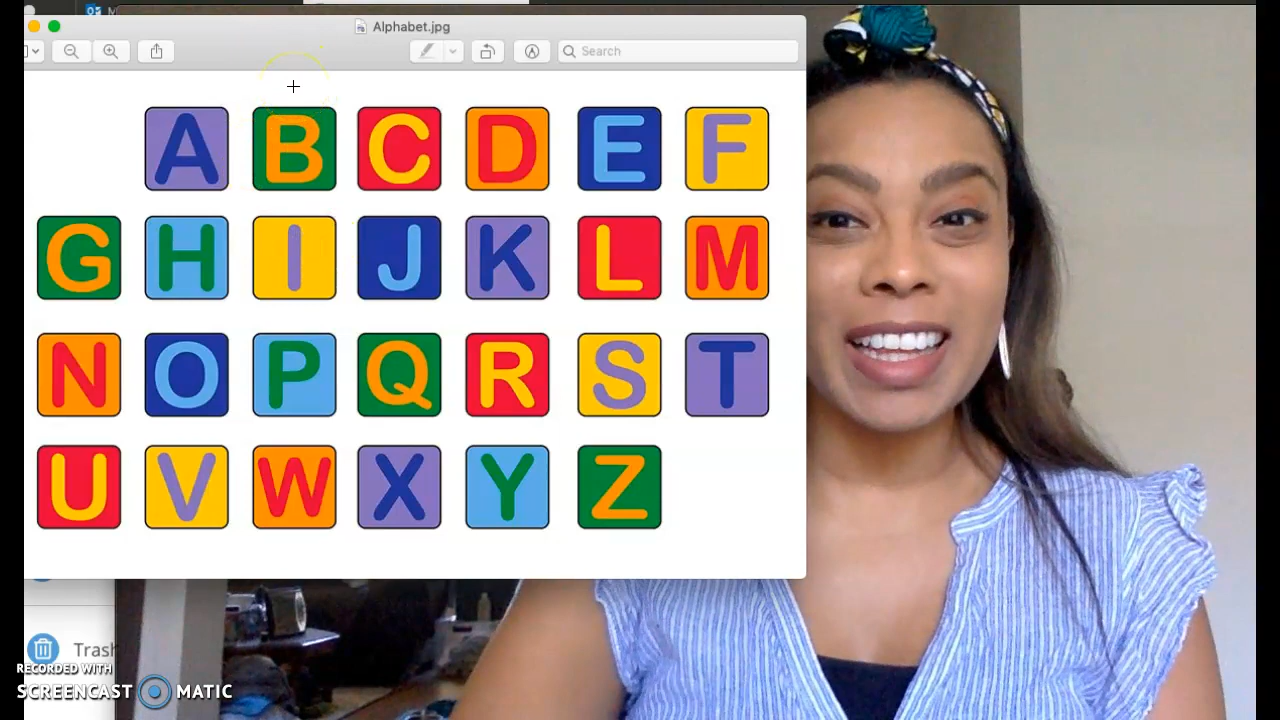 Alphabet.jpg
Search
A B C D E F
G H I J K L M
N O P Q R S T
U V W X Y Z
Trash
RECORDED WITH
SCREENCAST MATIC